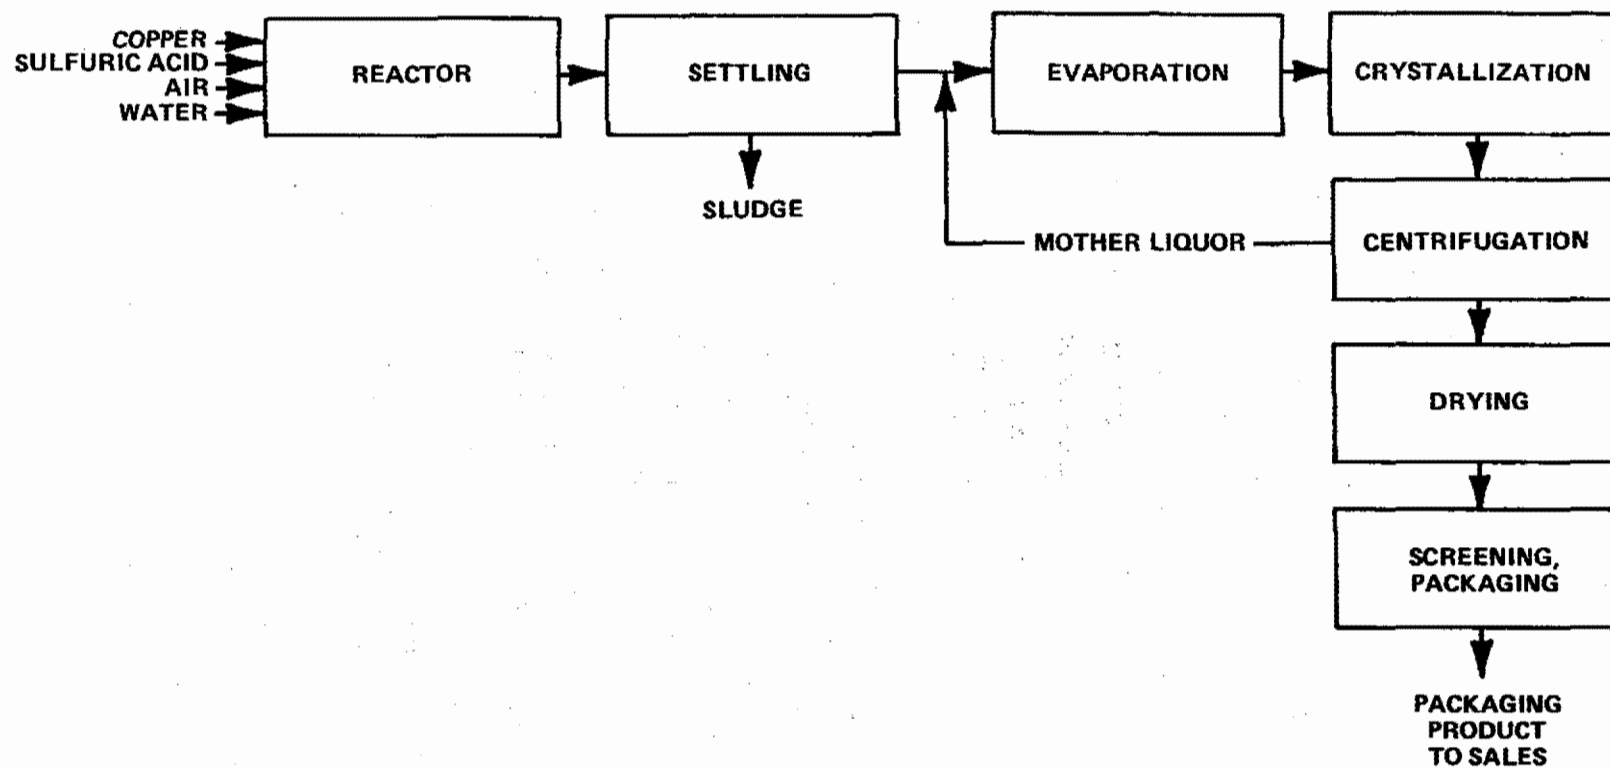 COPPER
SULFURIC ACID
AIR
WATER
REACTOR
SETTLING
EVAPORATION
CRYSTALLIZATION
SLUDGE
MOTHER LIQUOR
CENTRIFUGATION
DRYING
SCREENING,
PACKAGING
PACKAGING
PRODUCT
TO SALES